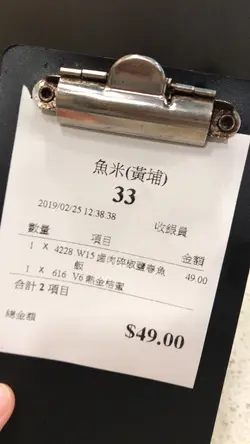 魚米(黃埔)
33
2019/02/25 12:38.38 收銀員
數量 項目 金額
1 X 4228 W15 鹵肉碎椒鹽春魚飯 49.00
1 X 616 V6 熱金桔蜜
合計 2 項目
總金額 $49.00